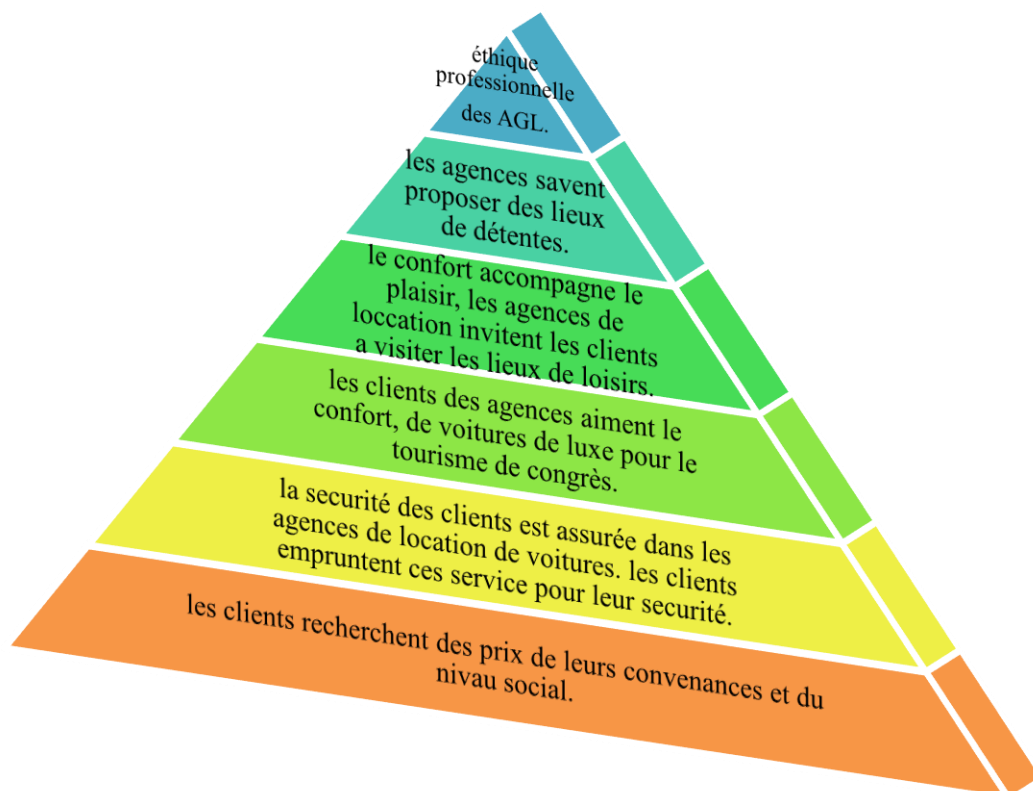 éthique
professionnelle
des AGL.
les agences savent
proposer des lieux
de détentes.
le confort accompagne le
plaisir, les agences de
loccation invitent les clients
a visiter les lieux de loisirs.
les clients des agences aiment le
confort, de voitures de luxe pour le
tourisme de congrès.
la securité des clients est assurée dans les
agences de location de voitures. les clients
empruntent ces service pour leur securité.
les clients recherchent des prix de leurs convenances et du
nivau social.